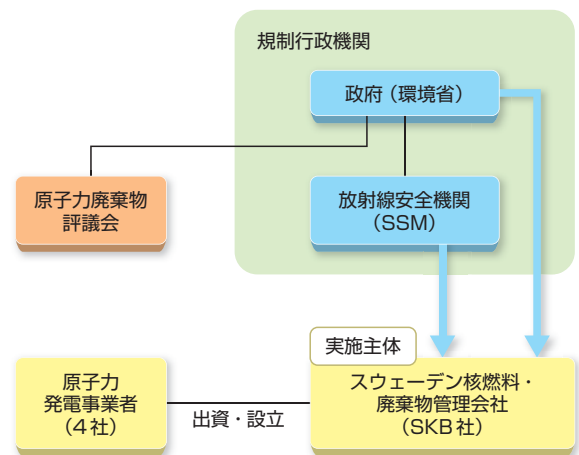 規制行政機関
政府（環境省）
原子力廃棄物
評議会
放射線安全機関
（SSM）
実施主体
原子力
発電事業者
（4社）
出資・設立
スウェーデン核燃料・
廃棄物管理会社
（SKB社）